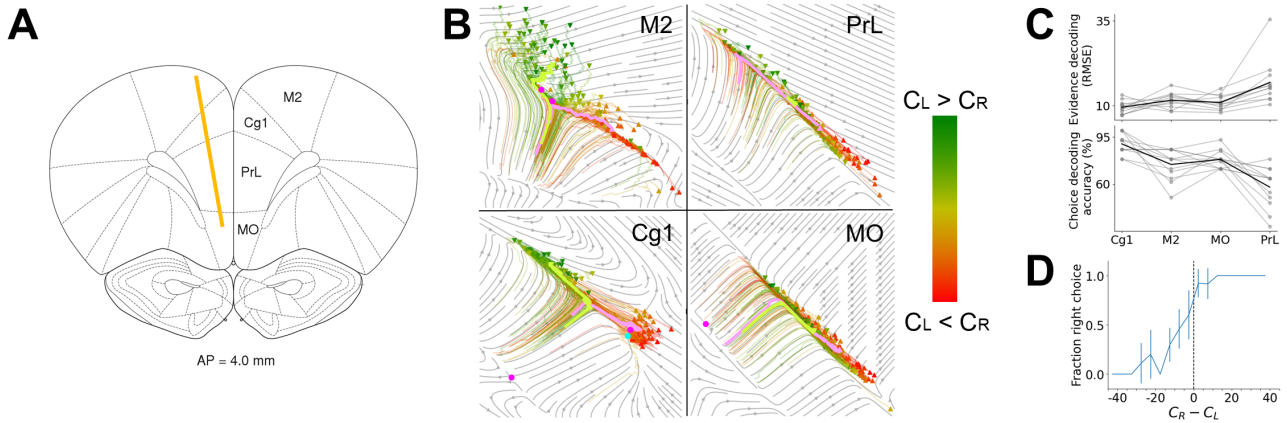 A
M2
Cg1
PrL
MO
AP = 4.0 mm
B
M2
PrL
Cg1
MO
CL > CR
CL < CR
C
Evidence decoding
(RMSE)
35
10
Choice decoding
accuracy (%)
95
60
Cg1 M2 MO PrL
D
Fraction right choice
1.0
0.5
0.0
-40 -20 0 20 40
CR − CL